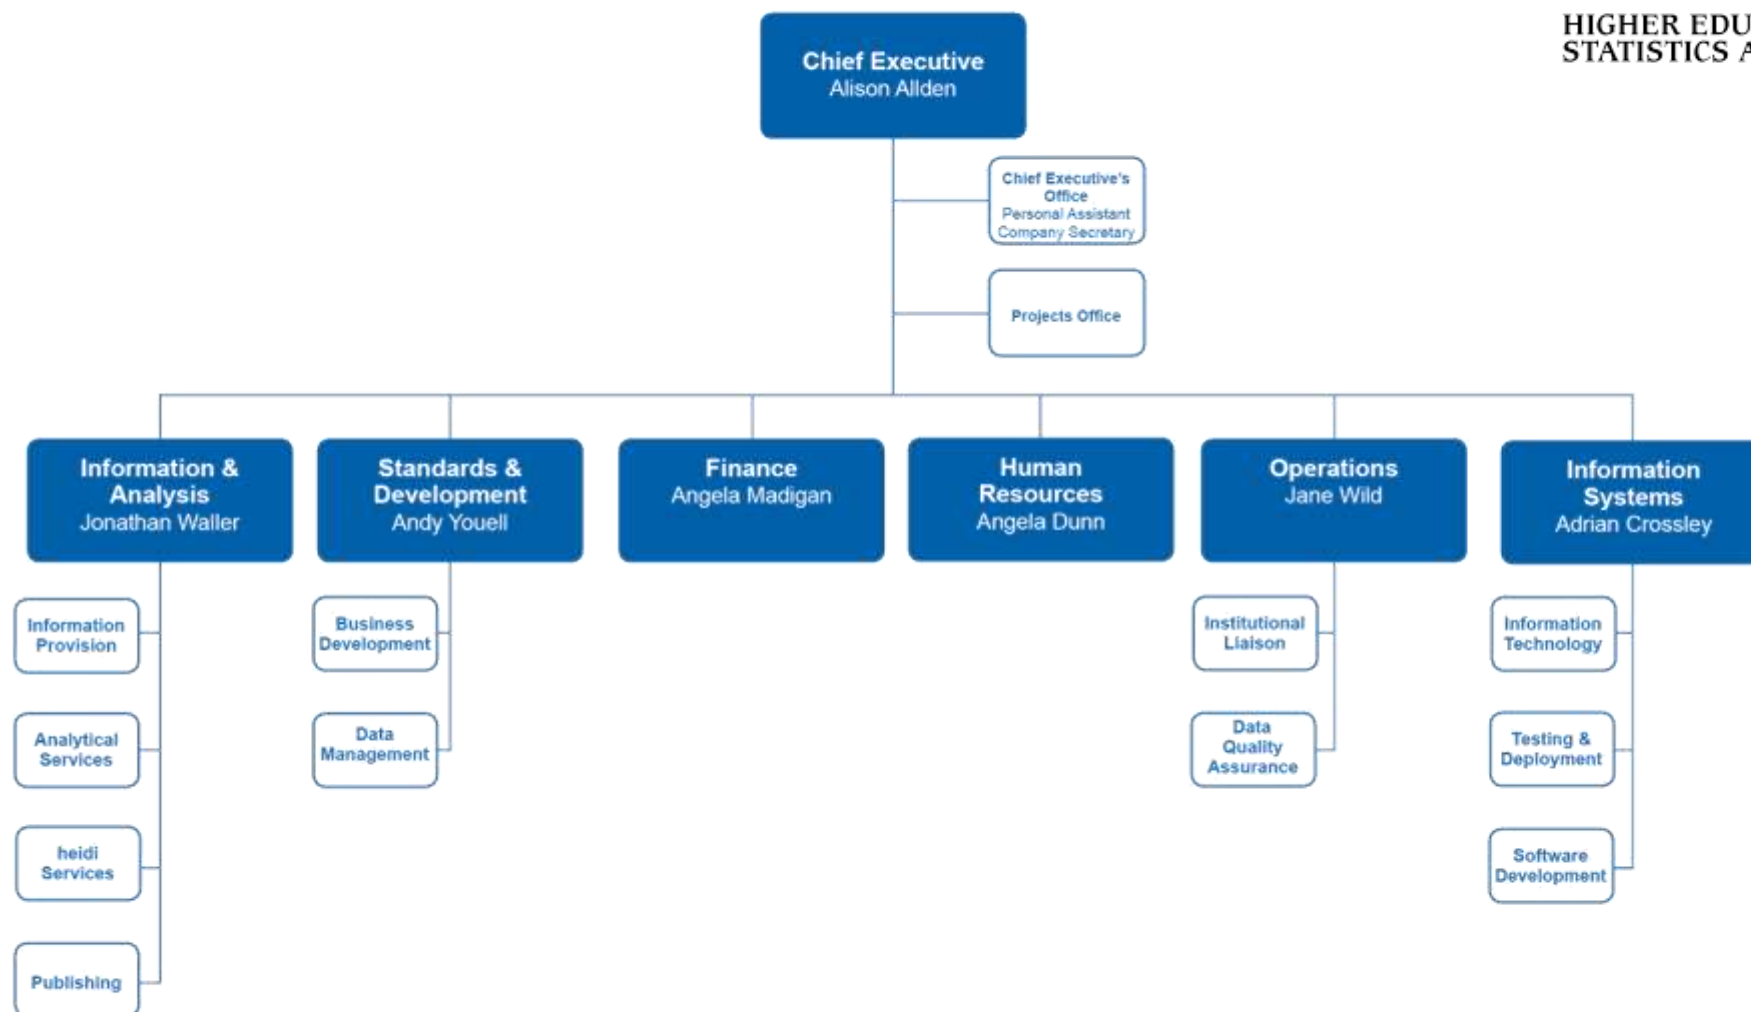 HIGHER EDU
STATISTICS A
Chief Executive
Alison Allden
Chief Executive's
Office
Personal Assistant
Company Secretary
Projects Office
Information &
Analysis
Jonathan Waller
Standards &
Development
Andy Youell
Finance
Angela Madigan
Human
Resources
Angela Dunn
Operations
Jane Wild
Information
Systems
Adrian Crossley
Information
Provision
Analytical
Services
heidi
Services
Publishing
Business
Development
Data
Management
Institutional
Liaison
Data
Quality
Assurance
Information
Technology
Testing &
Deployment
Software
Development